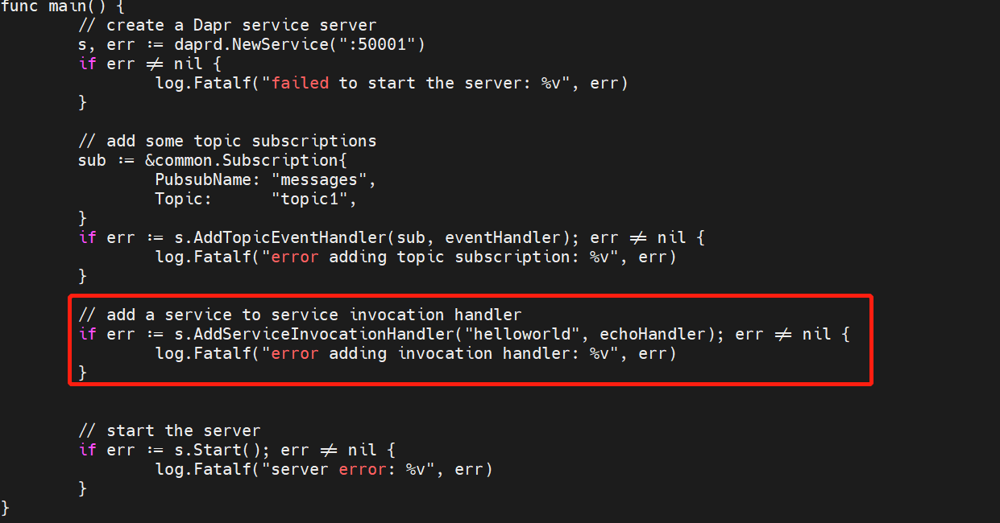 func main() {
        // create a Dapr service server
        s, err := daprd.NewService(":50001")
        if err != nil {
                log.Fatalf("failed to start the server: %v", err)
        }

        // add some topic subscriptions
        sub := &common.Subscription{
                PubsubName: "messages",
                Topic:      "topic1",
        }
        if err := s.AddTopicEventHandler(sub, eventHandler); err != nil {
                log.Fatalf("error adding topic subscription: %v", err)
        }

        // add a service to service invocation handler
        if err := s.AddServiceInvocationHandler("helloworld", echoHandler); err != nil {
                log.Fatalf("error adding invocation handler: %v", err)
        }


        // start the server
        if err := s.Start(); err != nil {
                log.Fatalf("server error: %v", err)
        }
}